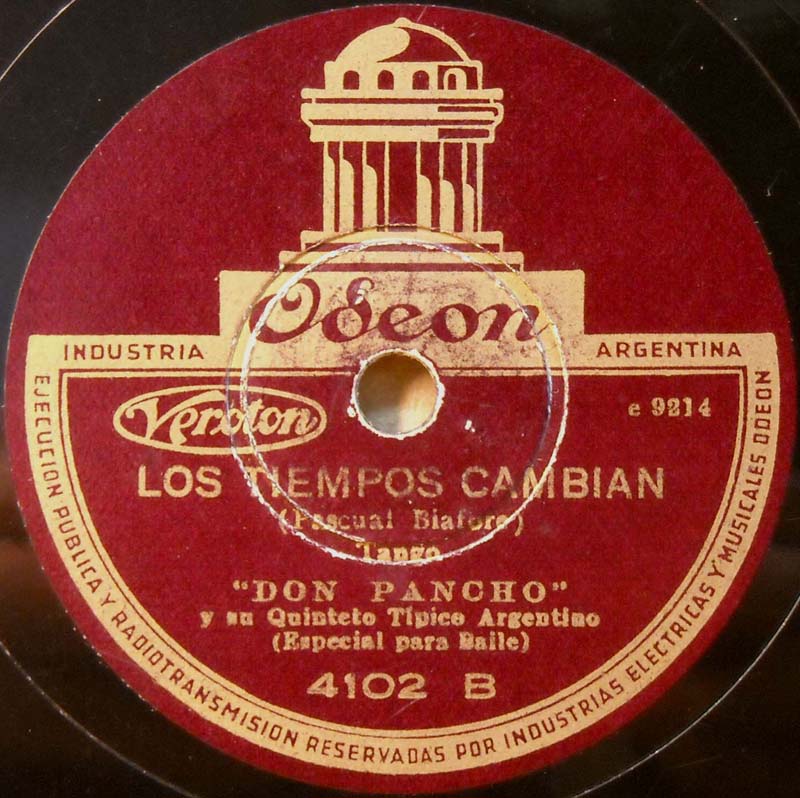 Odeon
INDUSTRIA ARGENTINA
Veroton
e 9214
LOS TIEMPOS CAMBIAN
(Pascual Biafore)
Tango
"DON PANCHO"
y su Quinteto Típico Argentino
(Especial para Baile)
4102 B
EJECUCION PUBLICA Y RADIOTRANSMISION RESERVADAS POR INDUSTRIAS ELECTRICAS Y MUSICALES ODEON